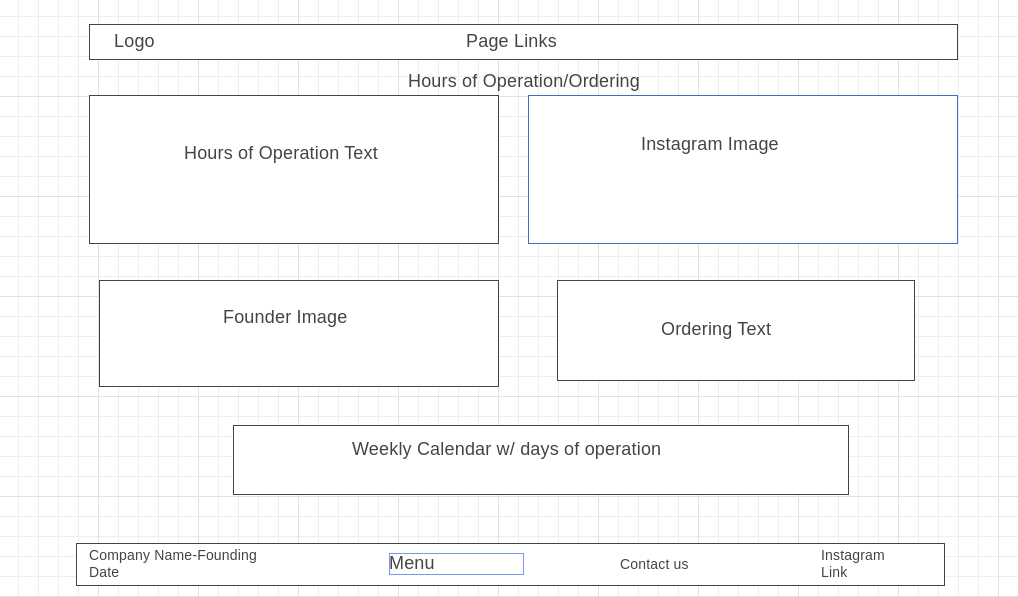 Logo
Page Links
Hours of Operation/Ordering
Hours of Operation Text
Instagram Image
Founder Image
Ordering Text
Weekly Calendar w/ days of operation
Company Name-Founding
Date
Menu
Contact us
Instagram
Link